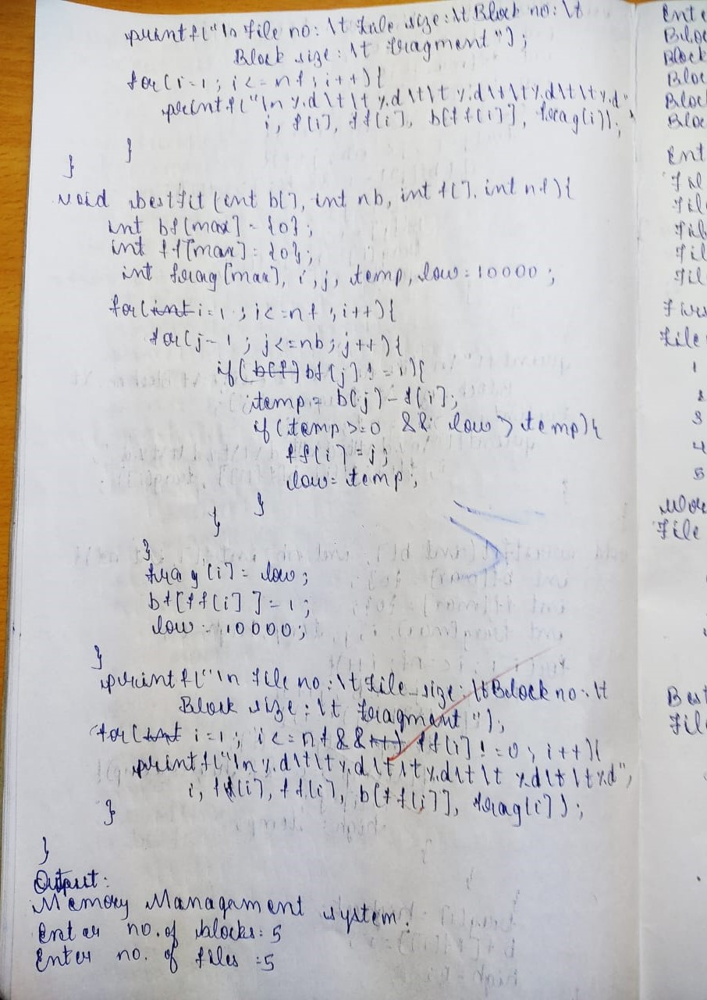 printf("\n File no: \t File size: \t Block no: \t
Block size: \t Fragment");
for(i=1; i<=nf; i++){
printf("\n %d \t\t %d \t\t %d \t\t %d \t\t %d"
i, f[i], ff[i], b[ff[i]], frag[i]);
}
}
void bestfit (int b[], int nb, int f[], int nf){
int bf[max] = {0};
int ff[max] = {0};
int frag[max], i, j, temp, low = 10000;
for(int i=1; i<=nf; i++){
for(j=1; j<=nb; j++){
if(b[f] bf[j] != 1){
temp = b[j] - f[i];
if(temp >= 0 && low > temp){
ff[i] = j;
low = temp;
}
}
}
frag[i] = low;
bf[ff[i]] = 1;
low = 10000;
}
printf("\n File no: \t File size: \t Block no: \t
Block size: \t Fragment");
for(int i=1; i<=nf && ff[i] != 0; i++){
printf("\n %d \t\t %d \t\t %d \t\t %d \t\t %d",
i, f[i], ff[i], b[ff[i]], frag[i]);
}
}
Output:
Memory Management system.
Enter no. of blocks: 5
Enter no. of files : 5
Ente
Bloc
Block
Bloc
Block
Bloc
Ent
Fil
Fil
Fil
Fil
Fil
Firs
File
1
2
3
4
5
Wor
File
Best
File